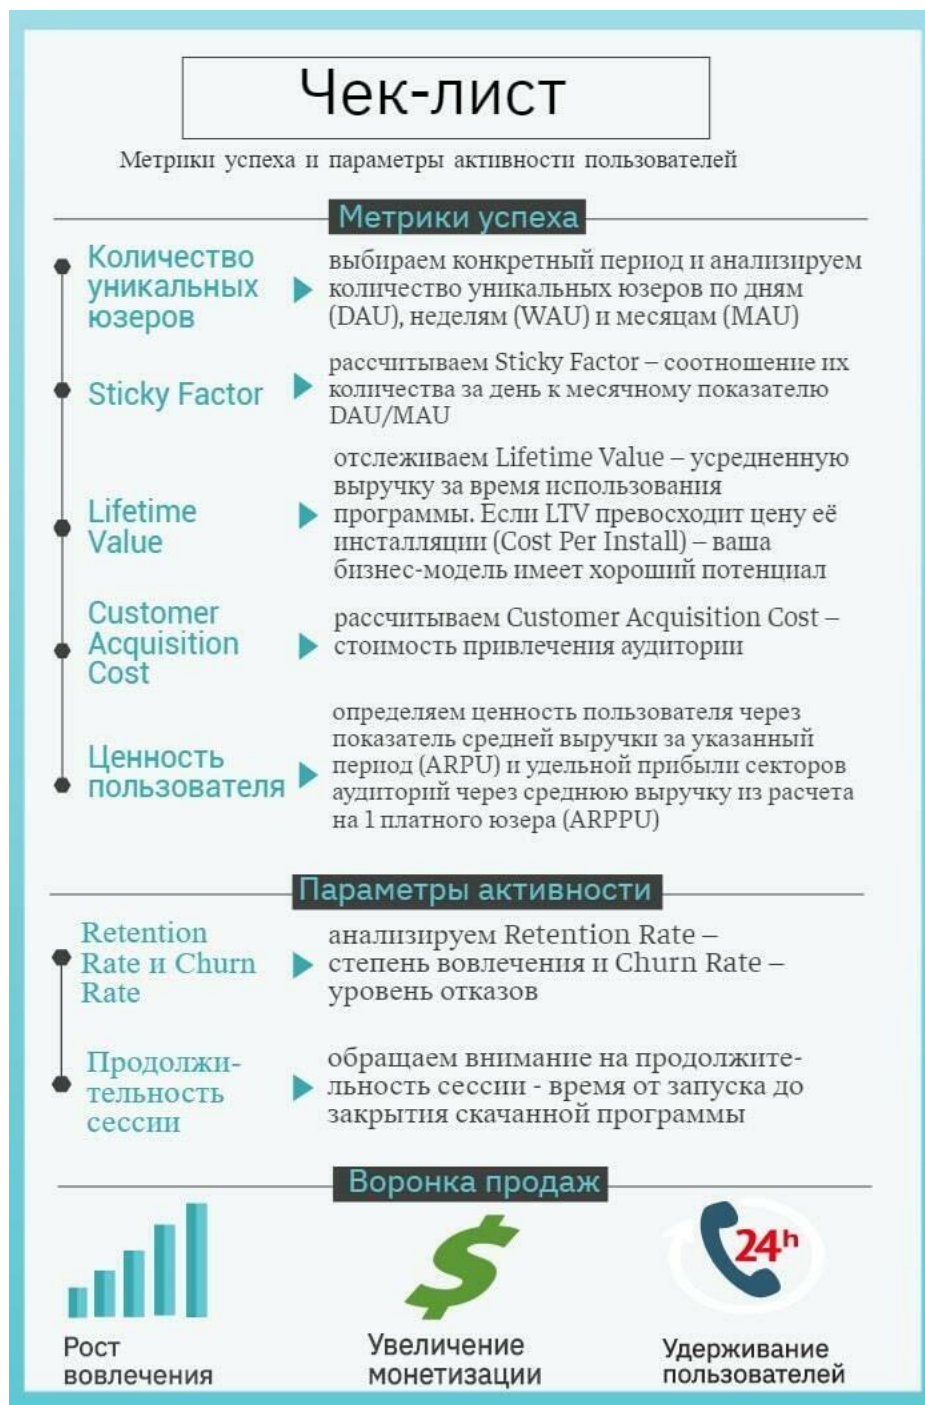 Чек-лист
Метрики успеха и параметры активности пользователей
Метрики успеха
Количество
уникальных
юзеров
выбираем конкретный период и анализируем
количество уникальных юзеров по дням
(DAU), неделям (WAU) и месяцам (MAU)
Sticky Factor
рассчитываем Sticky Factor – соотношение их
количества за день к месячному показателю
DAU/MAU
Lifetime
Value
отслеживаем Lifetime Value – усредненную
выручку за время использования
программы. Если LTV превосходит цену её
инсталляции (Cost Per Install) – ваша
бизнес-модель имеет хороший потенциал
Customer
Acquisition
Cost
рассчитываем Customer Acquisition Cost –
стоимость привлечения аудитории
Ценность
пользователя
определяем ценность пользователя через
показатель средней выручки за указанный
период (ARPU) и удельной прибыли секторов
аудиторий через среднюю выручку из расчета
на 1 платного юзера (ARPPU)
Параметры активности
Retention
Rate и Churn
Rate
анализируем Retention Rate –
степень вовлечения и Churn Rate –
уровень отказов
Продолжи-
тельность
сессии
обращаем внимание на продолжите-
льность сессии - время от запуска до
закрытия скачанной программы
Воронка продаж
24h
Рост
вовлечения
Увеличение
монетизации
Удерживание
пользователей